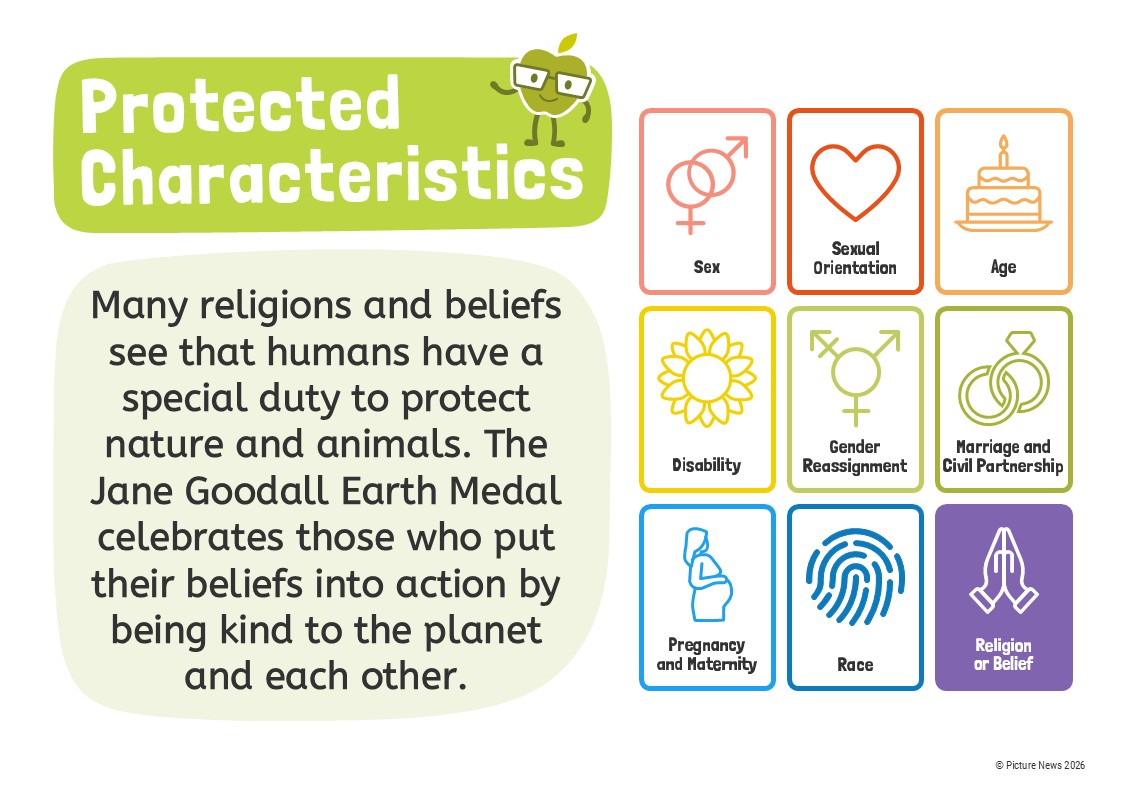 Protected
Characteristics
Many religions and beliefs
see that humans have a
special duty to protect
nature and animals. The
Jane Goodall Earth Medal
celebrates those who put
their beliefs into action by
being kind to the planet
and each other.
Sex
Sexual
Orientation
Age
Disability
Gender
Reassignment
Marriage and
Civil Partnership
Pregnancy
and Maternity
Race
Religion
or Belief
© Picture News 2026